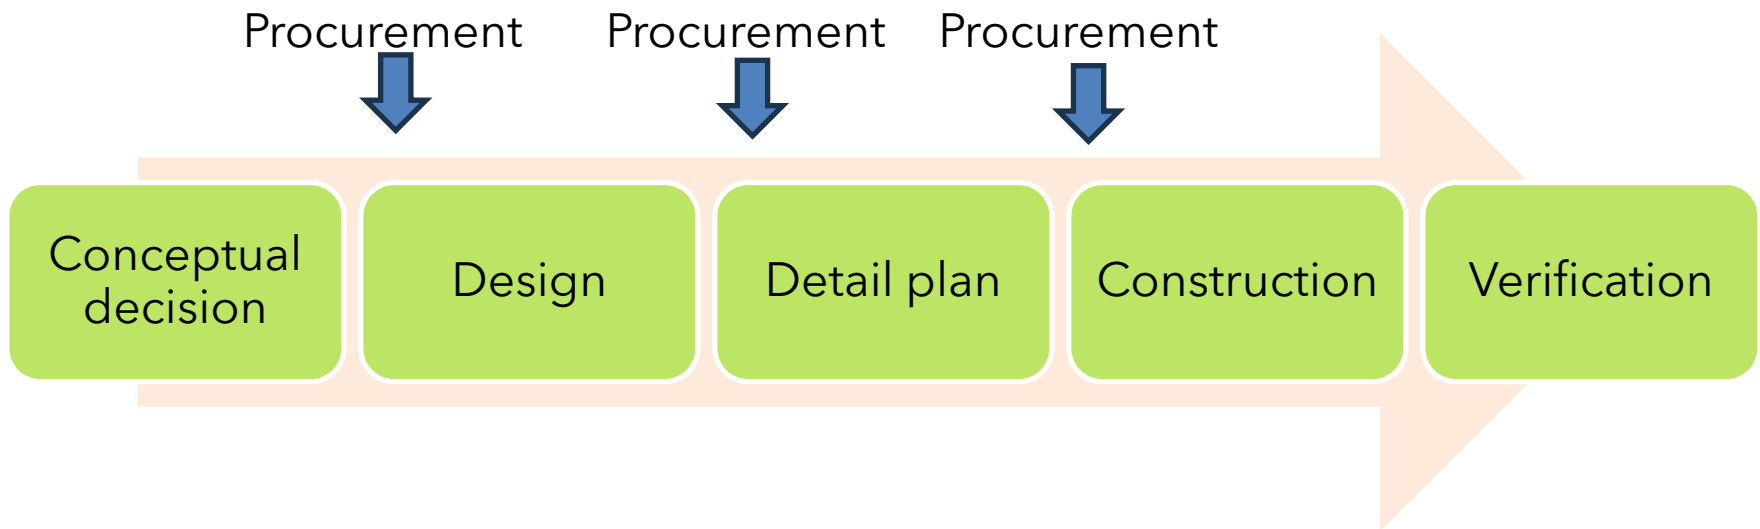 Procurement Procurement Procurement
Conceptual
decision
Design
Detail plan
Construction
Verification